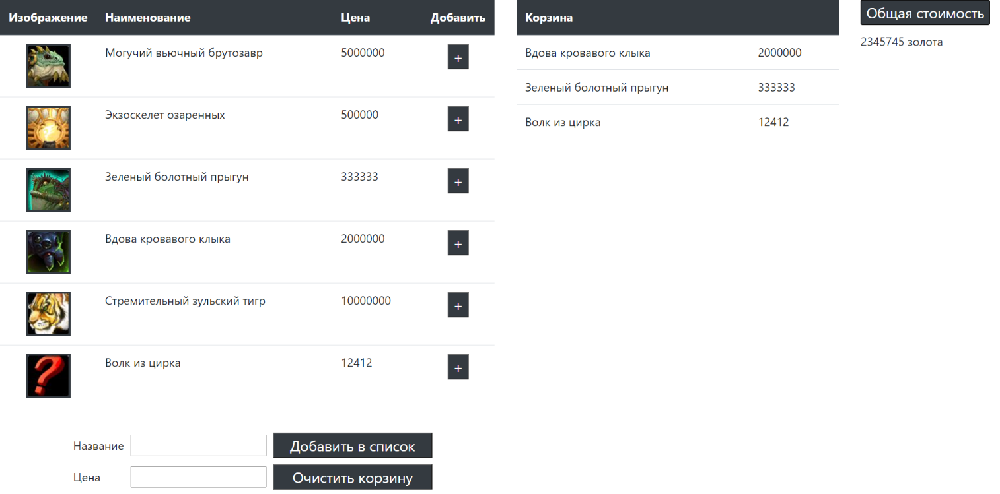 Изображение Наименование Цена Добавить
Могучий вьючный брутозавр 5000000 +
Экзоскелет озаренных 500000 +
Зеленый болотный прыгун 333333 +
Вдова кровавого клыка 2000000 +
Стремительный зульский тигр 10000000 +
Волк из цирка 12412 +
Название Добавить в список
Цена Очистить корзину
Корзина
Вдова кровавого клыка 2000000
Зеленый болотный прыгун 333333
Волк из цирка 12412
Общая стоимость
2345745 золота